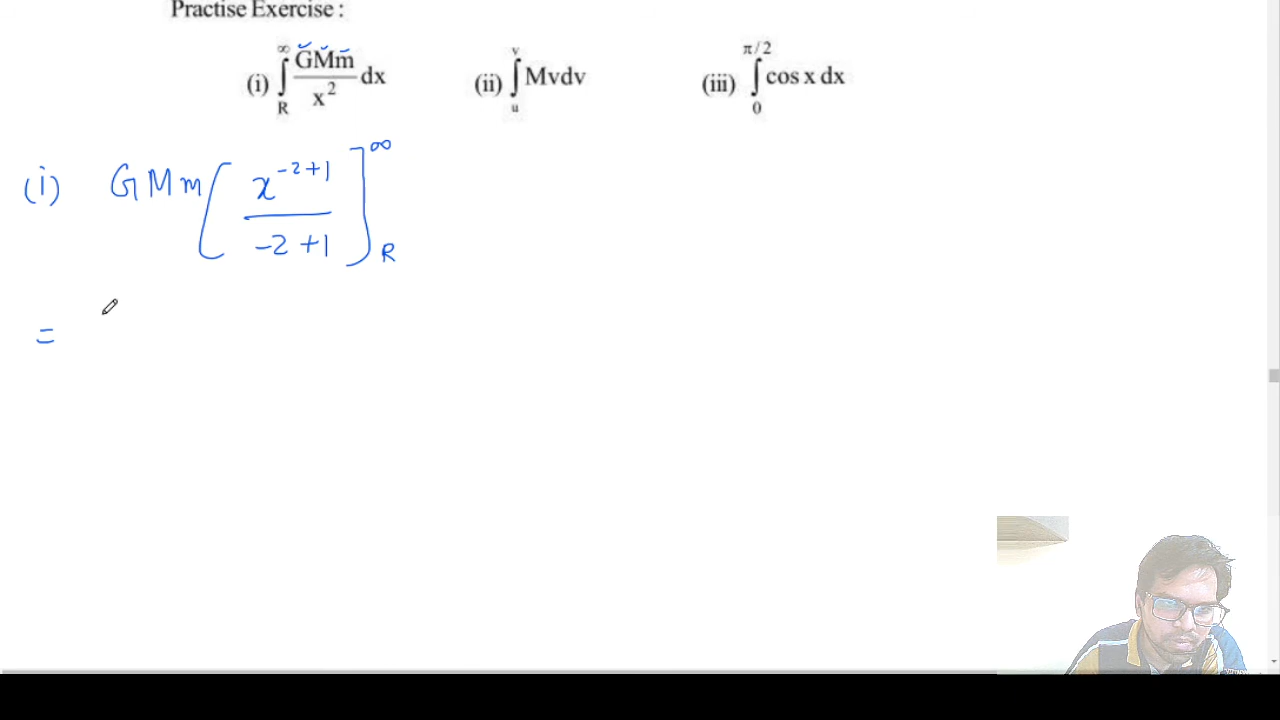 Practise Exercise :
(i) ∫_R^∞ GMm/x² dx (ii) ∫_u^v Mvdv (iii) ∫_0^{π/2} cos x dx
(i) GMm [x^{-2+1}/-2+1]_R^∞
=